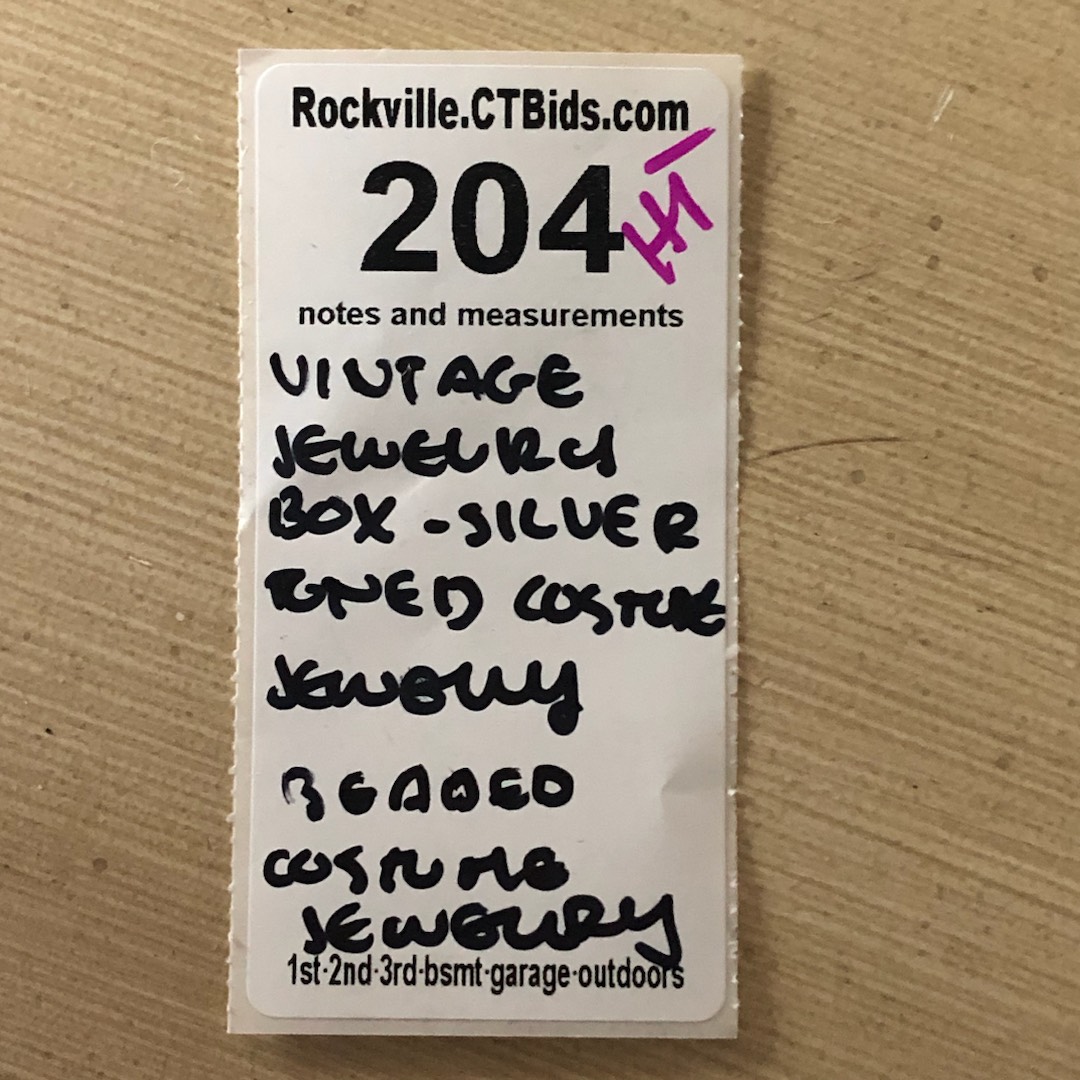 Rockville.CTBids.com
204
notes and measurements
VINTAGE
JEWELRY
BOX - SILVER
TONED COSTUME
JEWELRY
BEADED
COSTUME
JEWELRY
1st·2nd·3rd·bsmt·garage·outdoors